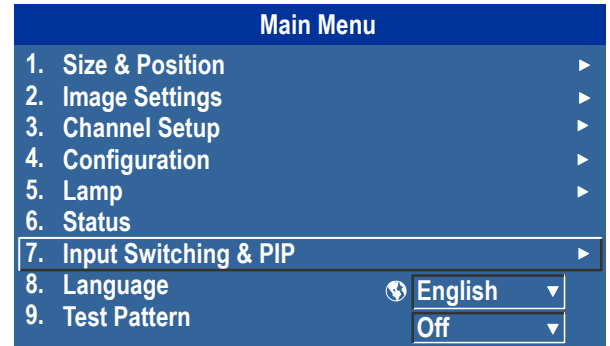 Main Menu
1. Size & Position
2. Image Settings
3. Channel Setup
4. Configuration
5. Lamp
6. Status
7. Input Switching & PIP
8. Language English
9. Test Pattern Off